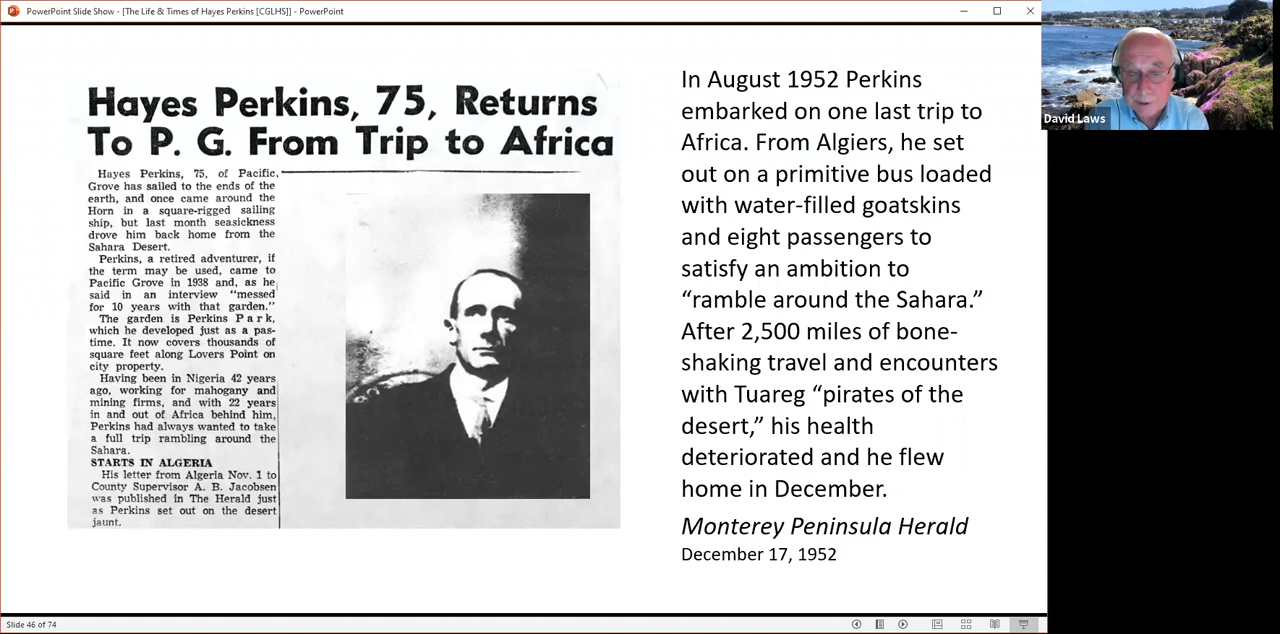 PowerPoint Slide Show - [The Life & Times of Hayes Perkins [CGLHS]] - PowerPoint
Hayes Perkins, 75, Returns
To P. G. From Trip to Africa
Hayes Perkins, 75, of Pacific
Grove has sailed to the ends of the
earth, and once came around the
Horn in a square-rigged sailing
ship, but last month seasickness
drove him back home from the
Sahara Desert.
Perkins, a retired adventurer, if
the term may be used, came to
Pacific Grove in 1938 and, as he
said in an interview “messed
for 10 years with that garden.”
The garden is Perkins Park,
which he developed just as a pas-
time. It now covers thousands of
square feet along Lovers Point on
city property.
Having been in Nigeria 42 years
ago, working for mahogany and
mining firms, and with 22 years
in and out of Africa behind him,
Perkins had always wanted to take
a full trip rambling around the
Sahara.
STARTS IN ALGERIA
His letter from Algeria Nov. 1 to
County Supervisor A. B. Jacobsen
was published in The Herald just
as Perkins set out on the desert
jaunt.
In August 1952 Perkins
embarked on one last trip to
Africa. From Algiers, he set
out on a primitive bus loaded
with water-filled goatskins
and eight passengers to
satisfy an ambition to
“ramble around the Sahara.”
After 2,500 miles of bone-
shaking travel and encounters
with Tuareg “pirates of the
desert,” his health
deteriorated and he flew
home in December.
Monterey Peninsula Herald
December 17, 1952
David Laws
Slide 46 of 74